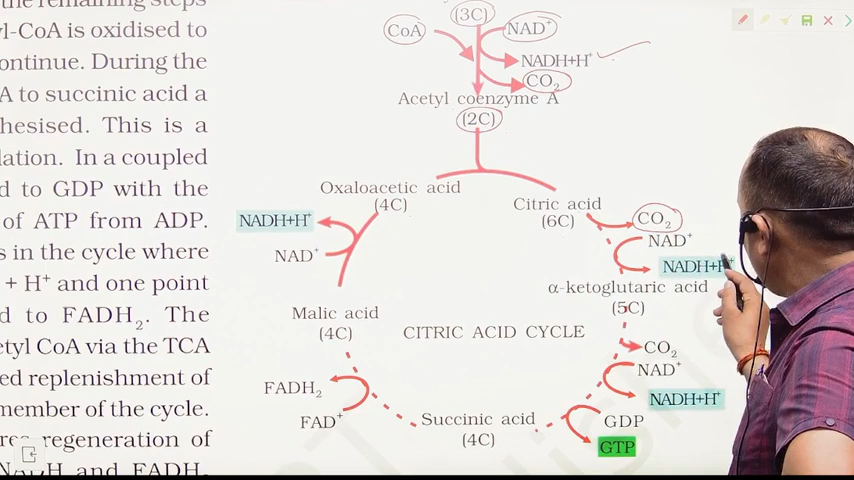 the remaining steps
yl-CoA is oxidised to
ontinue. During the
A to succinic acid a
hesised. This is a
lation. In a coupled
d to GDP with the
of ATP from ADP.
s in the cycle where
+ H⁺ and one point
d to FADH₂. The
etyl CoA via the TCA
ed replenishment of
member of the cycle.
regeneration of
NADH and FADH₂
(3C)
CoA
NAD⁺
NADH+H⁺
CO₂
Acetyl coenzyme A
(2C)
Oxaloacetic acid
(4C)
Citric acid
(6C)
CO₂
NAD⁺
NADH+H⁺
α-ketoglutaric acid
(5C)
NADH+H⁺
NAD⁺
Malic acid
(4C)
CITRIC ACID CYCLE
CO₂
NAD⁺
NADH+H⁺
FADH₂
FAD⁺
Succinic acid
(4C)
GDP
GTP